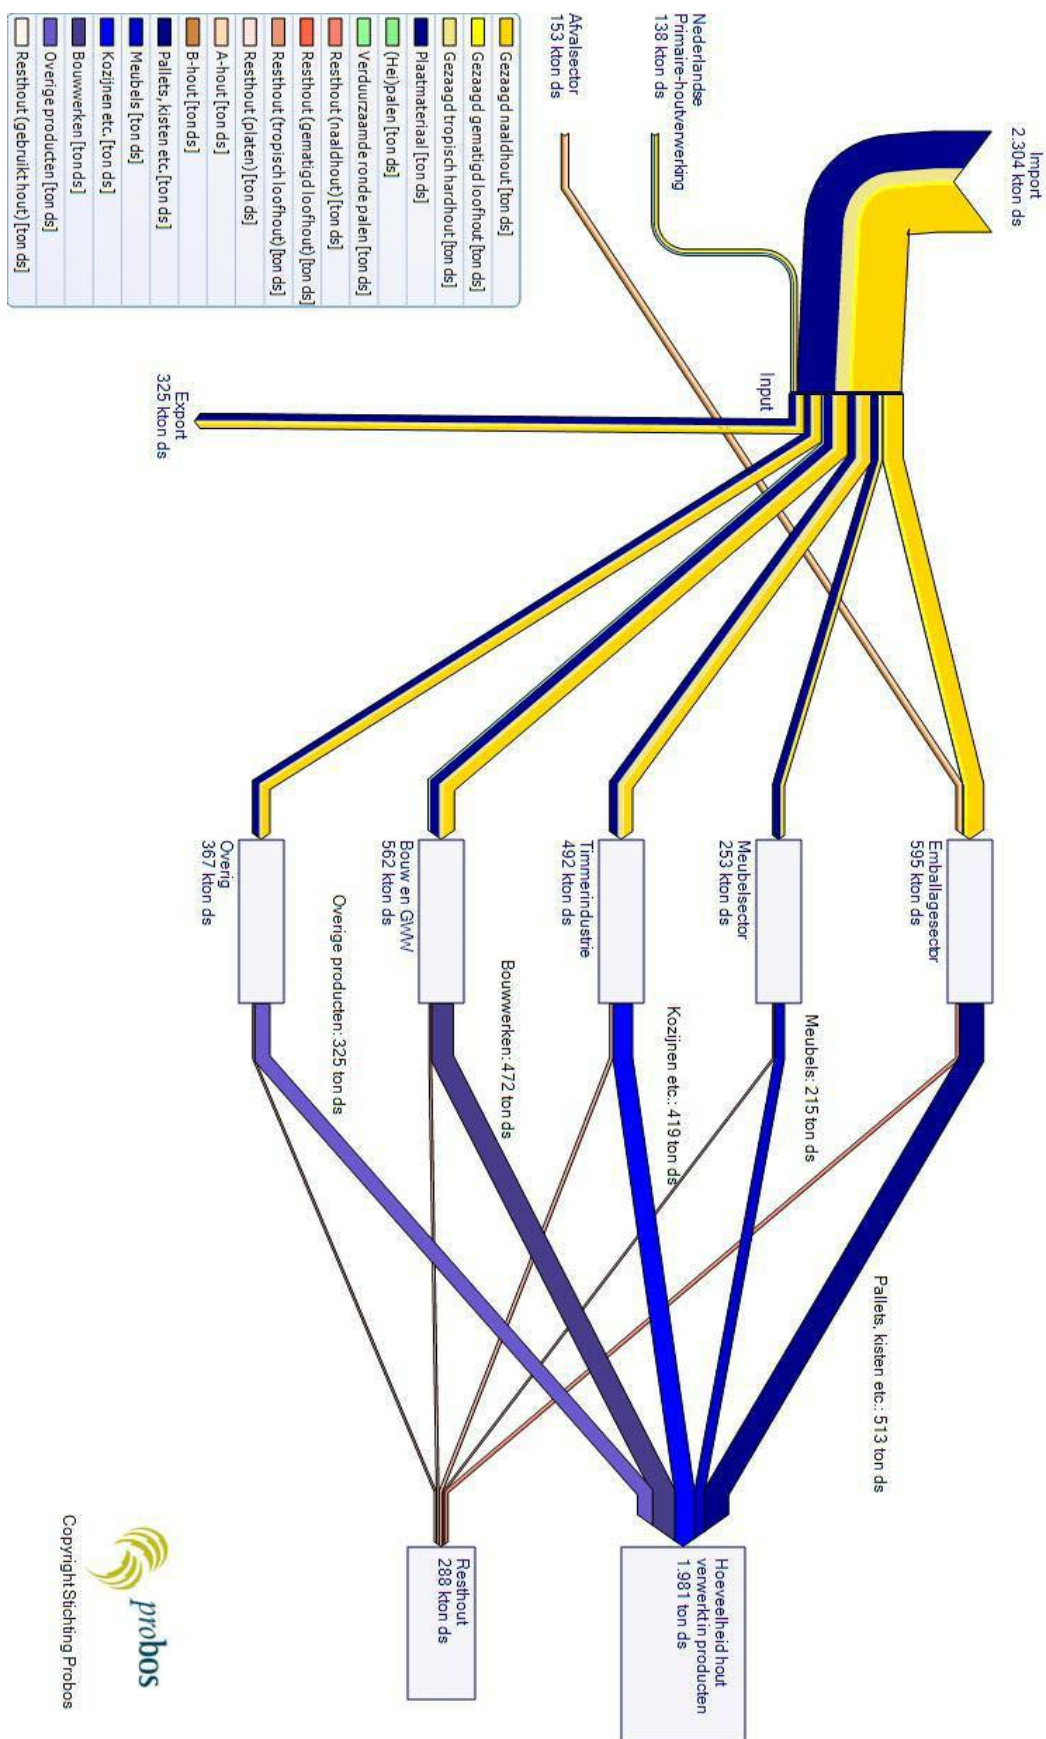 Import
2.304 kton ds
Nederlandse
Primaire-houtverwerking
138 kton ds
Afvalsector
153 kton ds
Input
Export
325 kton ds
Emballagesector
595 kton ds
Meubelsector
253 kton ds
Timmerindustrie
492 kton ds
Bouw en GWW
562 kton ds
Overig
367 kton ds
Pallets, kisten etc.: 513 ton ds
Meubels: 215 ton ds
Kozijnen etc.: 419 ton ds
Bouwwerken: 472 ton ds
Overige producten: 325 ton ds
Hoeveelheid hout
verwerkt in producten
1.981 ton ds
Resthout
288 kton ds
Gezaagd naaldhout [ton ds]
Gezaagd gematigd loofhout [ton ds]
Gezaagd tropisch hardhout [ton ds]
Plaatmateriaal [ton ds]
(Hei)palen [ton ds]
Verduurzaamde ronde palen [ton ds]
Resthout (naaldhout) [ton ds]
Resthout (gematigd loofhout) [ton ds]
Resthout (tropisch loofhout) [ton ds]
Resthout (platen) [ton ds]
A-hout [ton ds]
B-hout [ton ds]
Pallets, kisten etc. [ton ds]
Meubels [ton ds]
Kozijnen etc. [ton ds]
Bouwwerken [ton ds]
Overige producten [ton ds]
Resthout (gebruikt hout) [ton ds]
probos
Copyright Stichting Probos